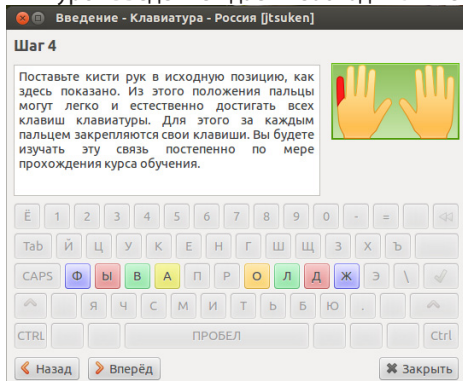 Введение - Клавиатура - Россия [jtsuken]
Шаг 4
Поставьте кисти рук в исходную позицию, как
здесь показано. Из этого положения пальцы
могут легко и естественно достигать всех
клавиш клавиатуры. Для этого за каждым
пальцем закрепляются свои клавиши. Вы будете
изучать эту связь постепенно по мере
прохождения курса обучения.
Ё 1 2 3 4 5 6 7 8 9 0 - =
Tab Й Ц У К Е Н Г Ш Щ З Х Ъ
CAPS Ф Ы В А П Р О Л Д Ж Э \
Я Ч С М И Т Ь Б Ю .
CTRL ПРОБЕЛ Ctrl
Назад Вперёд Закрыть